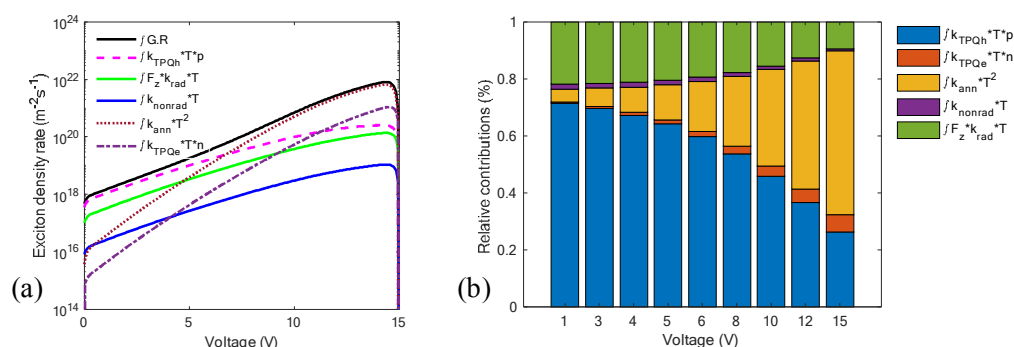 10^24
10^22
10^20
10^18
10^16
10^14
Exciton density rate (m^-2s^-1)
∫ G.R
∫ k_TPQh*T*p
∫ F_z*k_rad*T
∫ k_nonrad*T
∫ k_ann*T^2
∫ k_TPQe*T*n
0 5 10 15
Voltage (V)
(a)
1
0.8
0.6
0.4
0.2
0
Relative contributions (%)
1 3 4 5 6 8 10 12 15
Voltage (V)
(b)
∫ k_TPQh*T*p
∫ k_TPQe*T*n
∫ k_ann*T^2
∫ k_nonrad*T
∫ F_z*k_rad*T